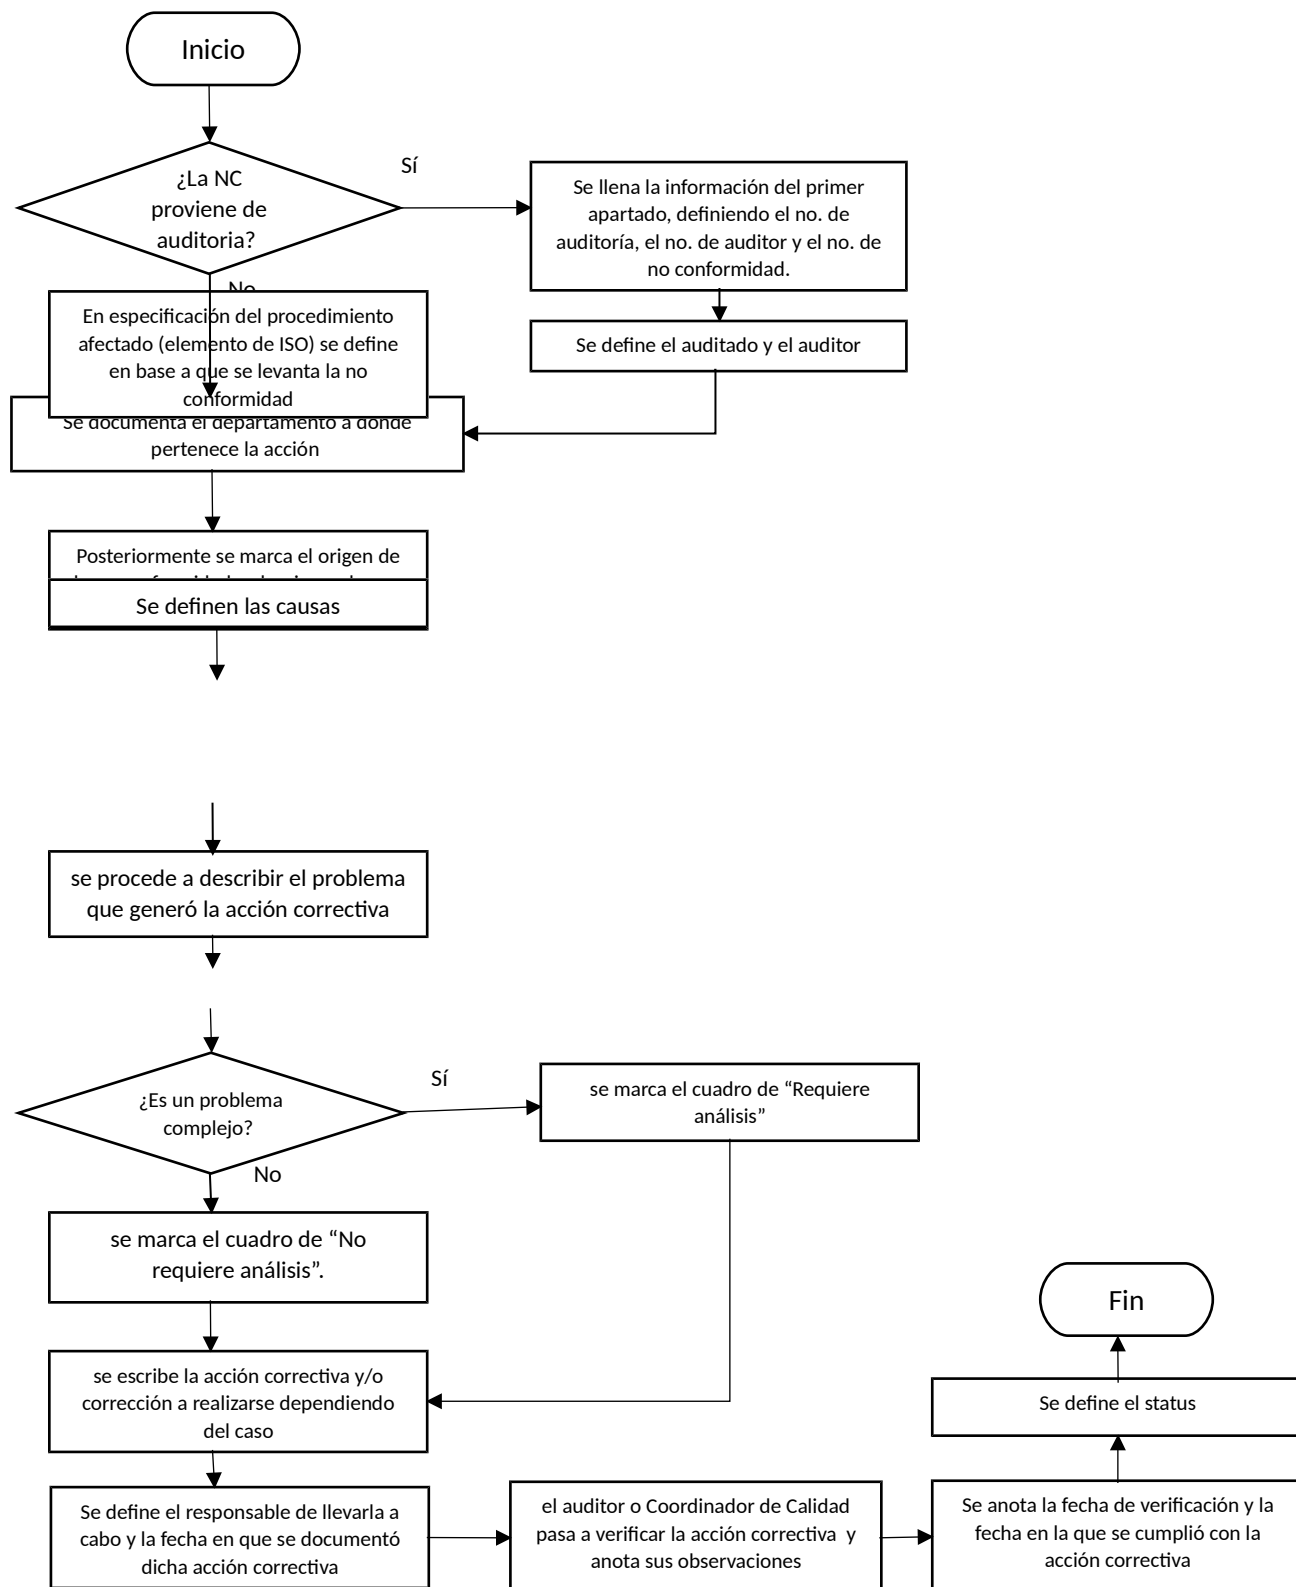 Inicio
¿La NC
proviene de
auditoria?
Sí
Se llena la información del primer
apartado, definiendo el no. de
auditoría, el no. de auditor y el no. de
no conformidad.
No
En especificación del procedimiento
afectado (elemento de ISO) se define
en base a que se levanta la no
conformidad
Se define el auditado y el auditor
Se documenta el departamento a donde
pertenece la acción
Posteriormente se marca el origen de
Se definen las causas
se procede a describir el problema
que generó la acción correctiva
¿Es un problema
complejo?
Sí
se marca el cuadro de “Requiere
análisis”
No
se marca el cuadro de “No
requiere análisis”.
se escribe la acción correctiva y/o
corrección a realizarse dependiendo
del caso
Se define el responsable de llevarla a
cabo y la fecha en que se documentó
dicha acción correctiva
el auditor o Coordinador de Calidad
pasa a verificar la acción correctiva y
anota sus observaciones
Se anota la fecha de verificación y la
fecha en la que se cumplió con la
acción correctiva
Se define el status
Fin